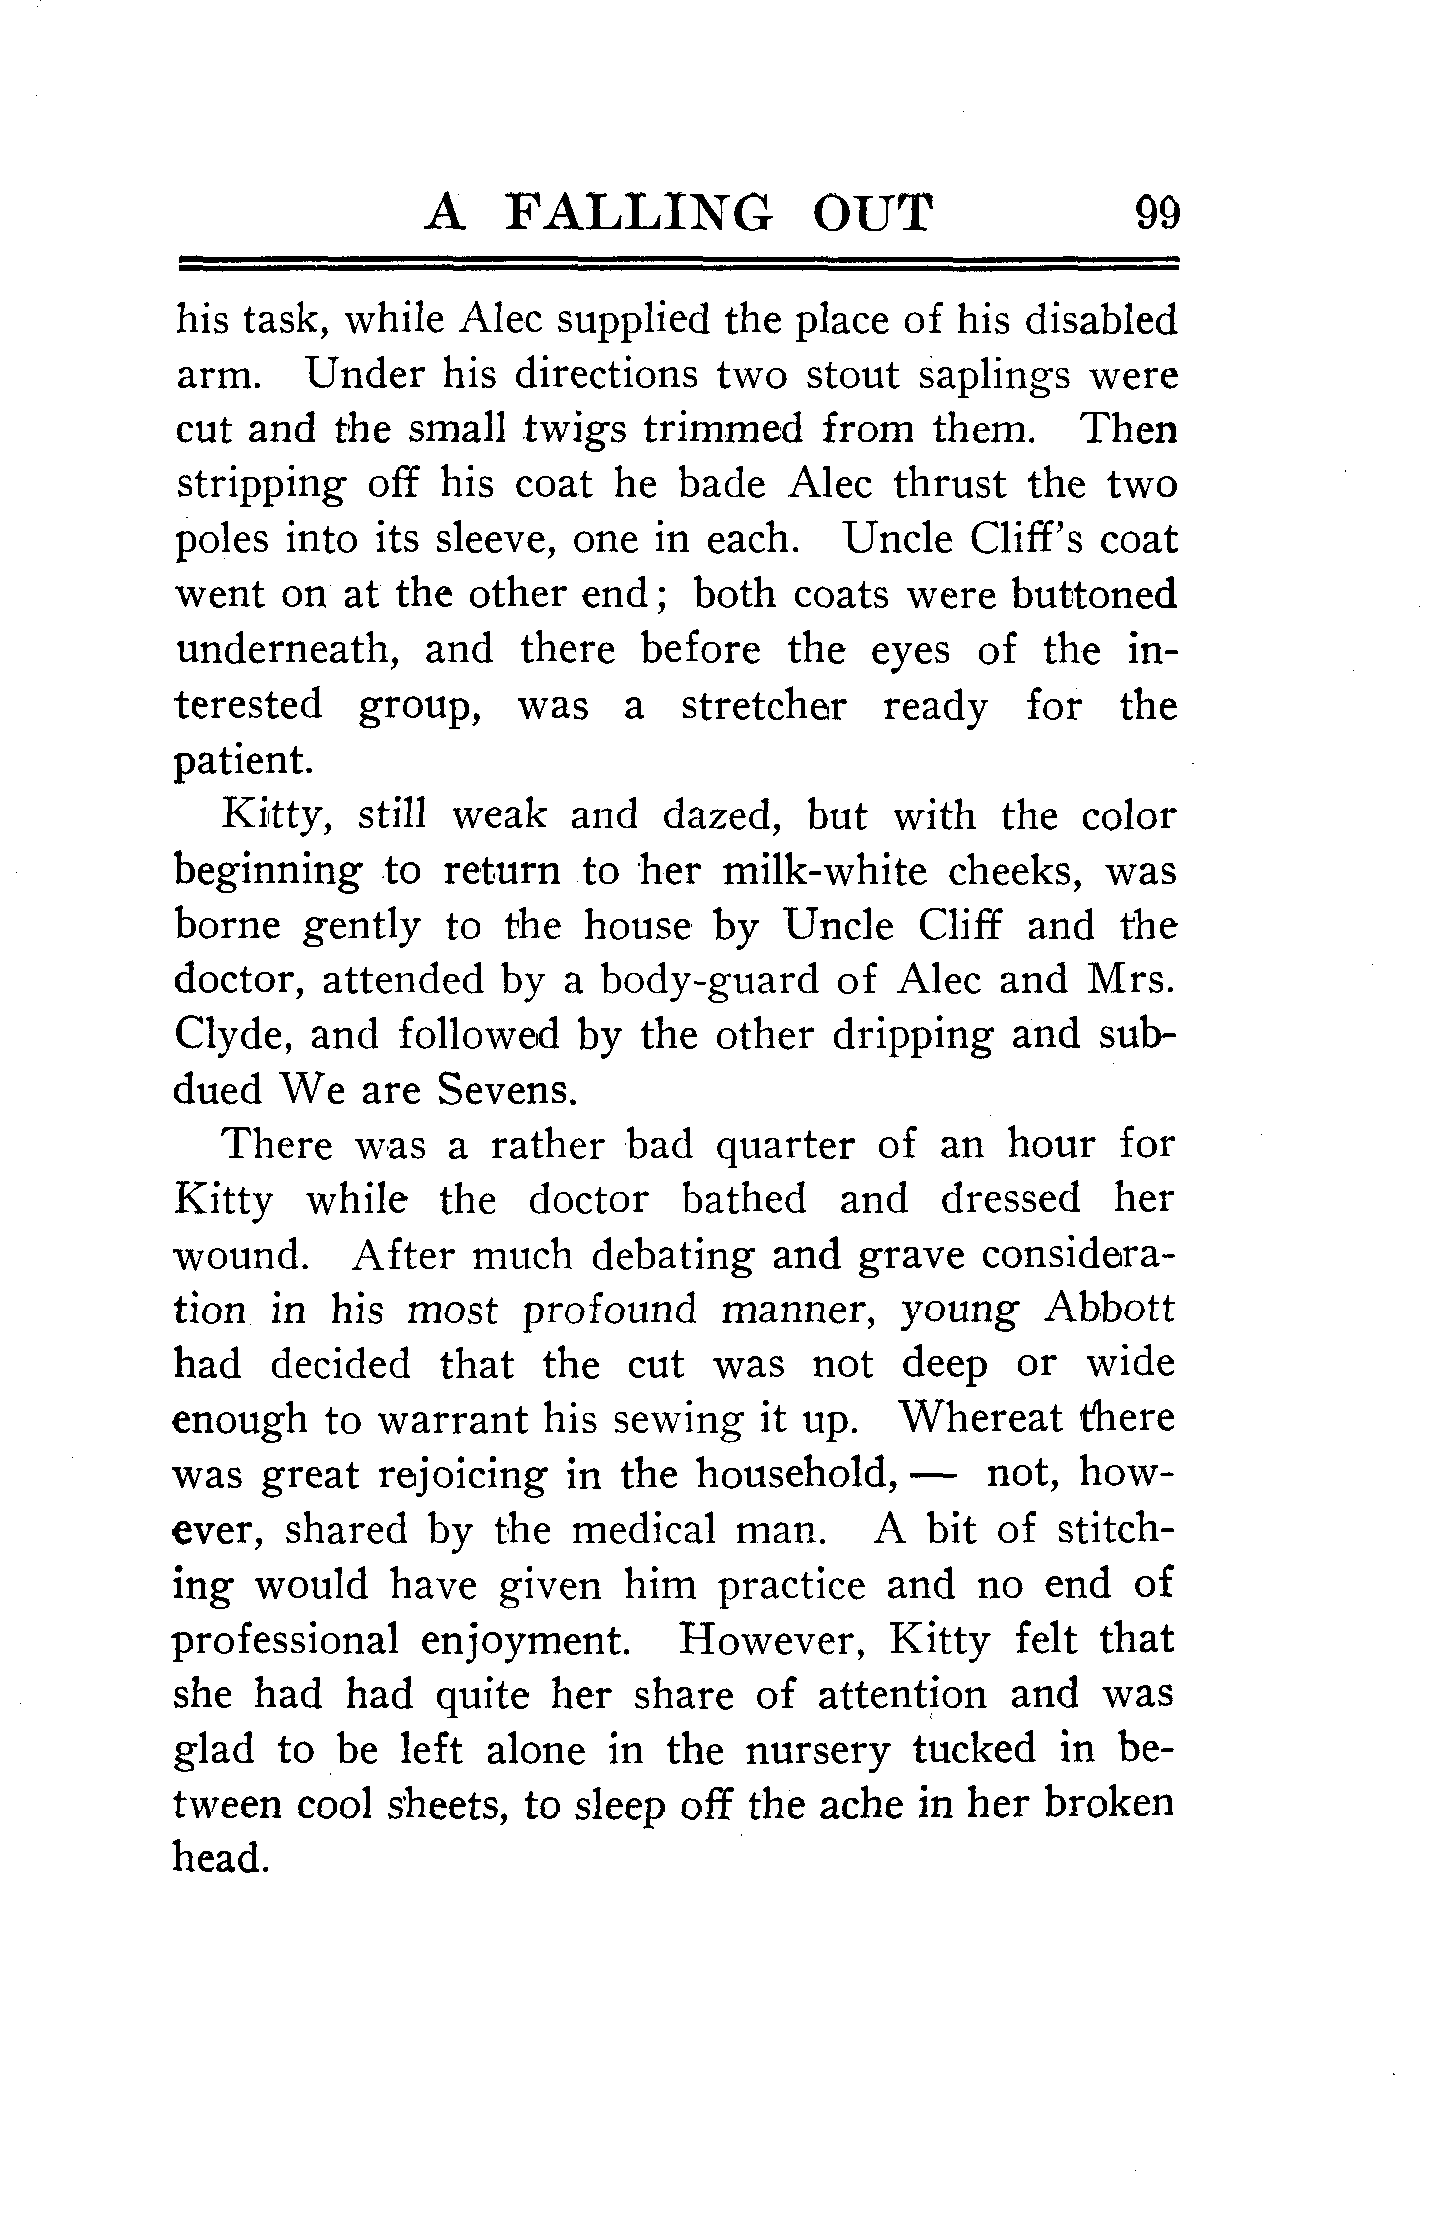 A FALLING OUT 99
his task, while Alec supplied the place of his disabled
arm. Under his directions two stout saplings were
cut and the small twigs trimmed from them. Then
stripping off his coat he bade Alec thrust the two
poles into its sleeve, one in each. Uncle Cliff's coat
went on at the other end; both coats were buttoned
underneath, and there before the eyes of the in-
terested group, was a stretcher ready for the
patient.
Kitty, still weak and dazed, but with the color
beginning to return to her milk-white cheeks, was
borne gently to the house by Uncle Cliff and the
doctor, attended by a body-guard of Alec and Mrs.
Clyde, and followed by the other dripping and sub-
dued We are Sevens.
There was a rather bad quarter of an hour for
Kitty while the doctor bathed and dressed her
wound. After much debating and grave considera-
tion in his most profound manner, young Abbott
had decided that the cut was not deep or wide
enough to warrant his sewing it up. Whereat there
was great rejoicing in the household, — not, how-
ever, shared by the medical man. A bit of stitch-
ing would have given him practice and no end of
professional enjoyment. However, Kitty felt that
she had had quite her share of attention and was
glad to be left alone in the nursery tucked in be-
tween cool sheets, to sleep off the ache in her broken
head.